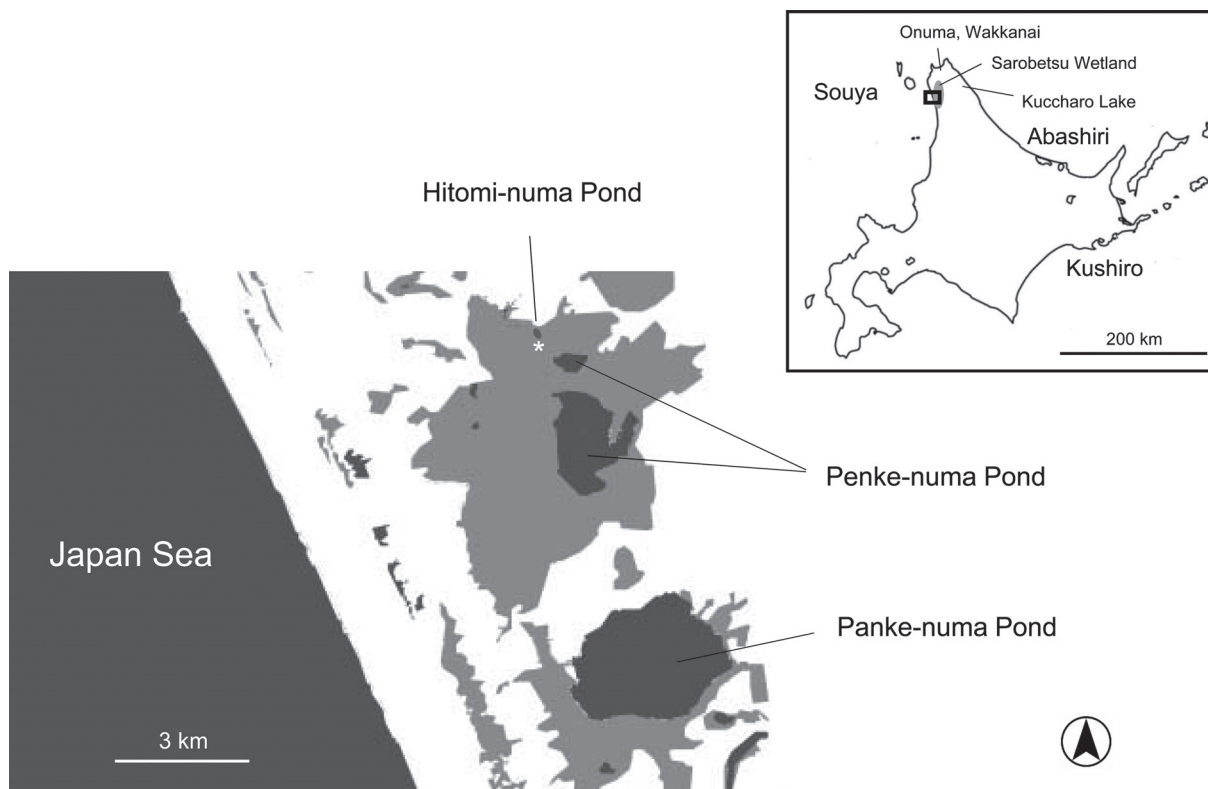 Onuma, Wakkanai
Sarobetsu Wetland
Souya
Kuccharo Lake
Abashiri
Hitomi-numa Pond
Kushiro
200 km
*
Penke-numa Pond
Japan Sea
Panke-numa Pond
3 km